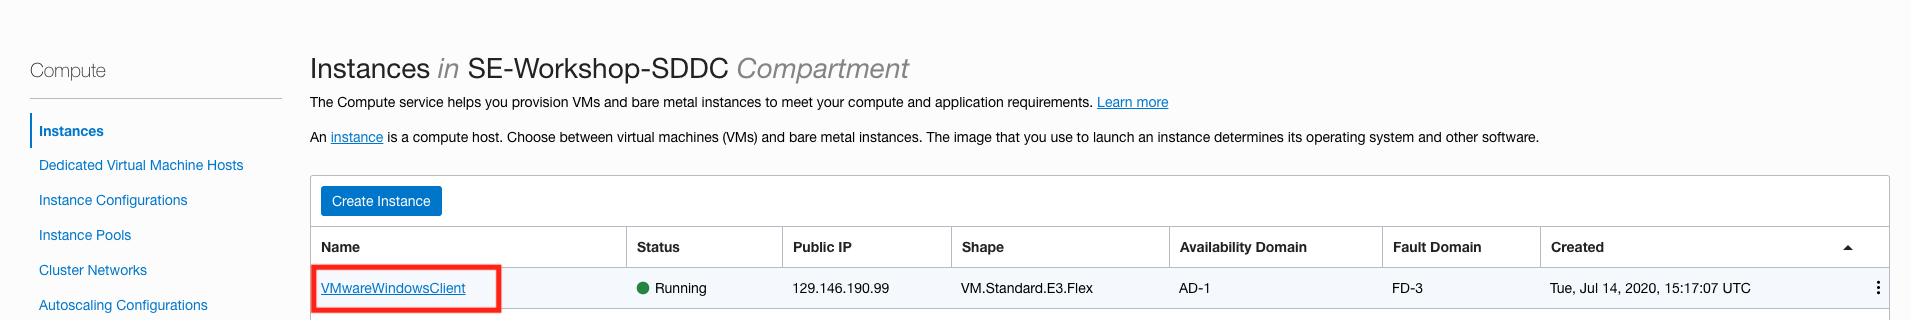 Compute
Instances
Dedicated Virtual Machine Hosts
Instance Configurations
Instance Pools
Cluster Networks
Autoscaling Configurations
Instances in SE-Workshop-SDDC Compartment
The Compute service helps you provision VMs and bare metal instances to meet your compute and application requirements. Learn more
An instance is a compute host. Choose between virtual machines (VMs) and bare metal instances. The image that you use to launch an instance determines its operating system and other software.
Create Instance
Name Status Public IP Shape Availability Domain Fault Domain Created
VMwareWindowsClient Running 129.146.190.99 VM.Standard.E3.Flex AD-1 FD-3 Tue, Jul 14, 2020, 15:17:07 UTC